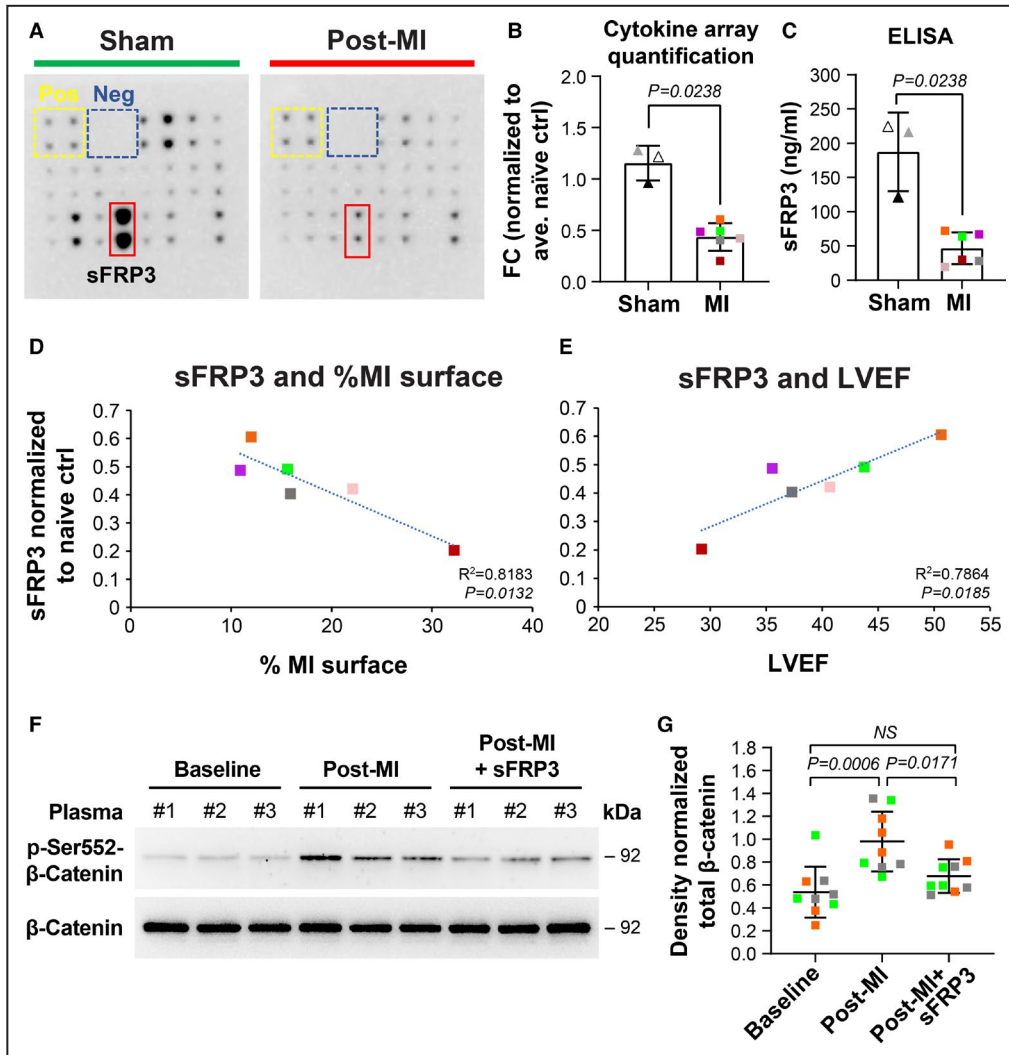 A
Sham
Post-MI
Pos
Neg
sFRP3
B
Cytokine array
quantification
P=0.0238
FC (normalized to
ave. naïve ctrl)
2.0
1.5
1.0
0.5
0.0
Sham
MI
C
ELISA
P=0.0238
sFRP3 (ng/ml)
300
250
200
150
100
50
0
Sham
MI
D
sFRP3 and %MI surface
sFRP3 normalized
to naive ctrl
0.7
0.6
0.5
0.4
0.3
0.2
0.1
0
R²=0.8183
P=0.0132
0
10
20
30
40
% MI surface
E
sFRP3 and LVEF
0.7
0.6
0.5
0.4
0.3
0.2
0.1
0
R²=0.7864
P=0.0185
20
25
30
35
40
45
50
55
LVEF
F
Baseline
Post-MI
Post-MI
+ sFRP3
Plasma
#1
#2
#3
#1
#2
#3
#1
#2
#3
kDa
p-Ser552-
β-Catenin
– 92
β-Catenin
– 92
G
NS
P=0.0006
P=0.0171
Density normalized
total β-catenin
1.8
1.6
1.4
1.2
1.0
0.8
0.6
0.4
0.2
0.0
Baseline
Post-MI
Post-MI+
sFRP3